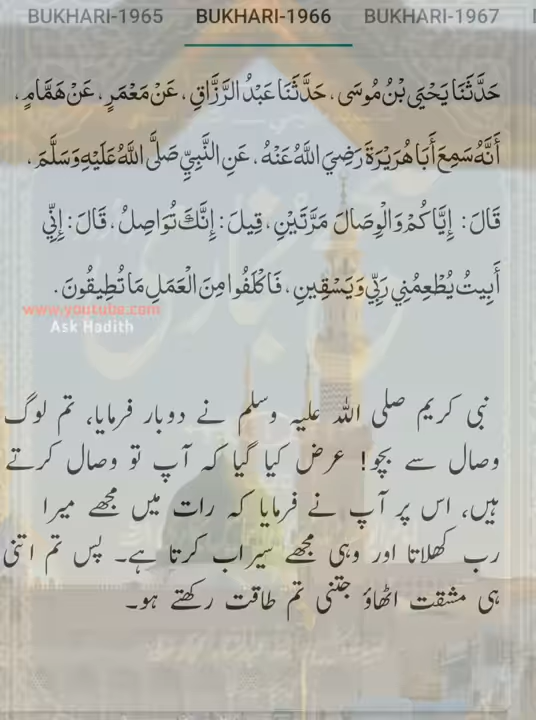 BUKHARI-1965 BUKHARI-1966 BUKHARI-1967
حَدَّثَنَا يَحْيَى بْنُ مُوسَى، حَدَّثَنَا عَبْدُ الرَّزَّاقِ، عَنْ مَعْمَرٍ، عَنْ هَمَّامٍ،
أَنَّهُ سَمِعَ أَبَا هُرَيْرَةَ رَضِيَ اللَّهُ عَنْهُ، عَنِ النَّبِيِّ صَلَّى اللَّهُ عَلَيْهِ وَسَلَّمَ،
قَالَ: إِيَّاكُمْ وَالْوِصَالَ مَرَّتَيْنِ، قِيلَ: إِنَّكَ تُوَاصِلُ، قَالَ: إِنِّي
أَبِيتُ يُطْعِمُنِي رَبِّي وَيَسْقِينِ، فَاكْلَفُوا مِنَ الْعَمَلِ مَا تُطِيقُونَ.
www.youtube.com
Ask Hadith
نبی کریم صلی اللہ علیہ وسلم نے دوبار فرمایا، تم لوگ
وصال سے بچو! عرض کیا گیا کہ آپ تو وصال کرتے
ہیں، اس پر آپ نے فرمایا کہ رات میں مجھے میرا
رب کھلاتا اور وہی مجھے سیراب کرتا ہے۔ پس تم اتنی
ہی مشقت اٹھاؤ جتنی تم طاقت رکھتے ہو۔